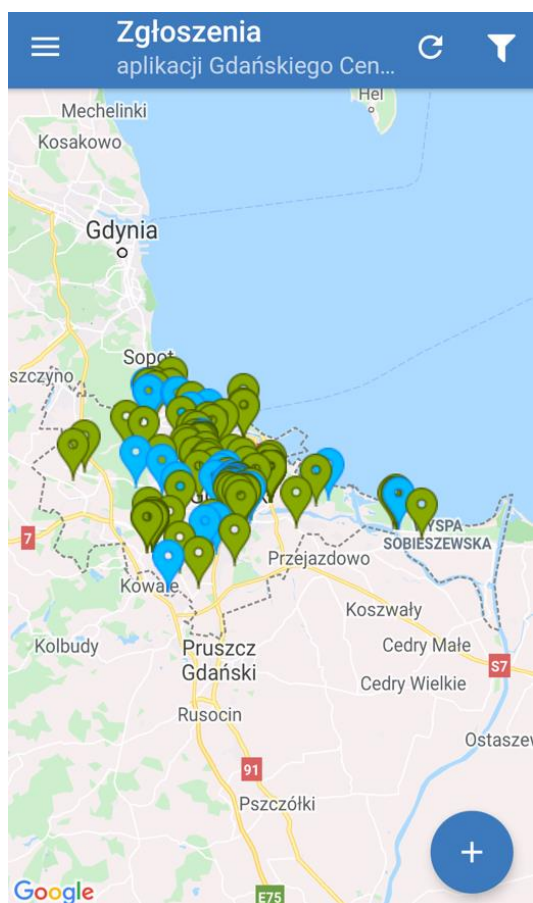 Zgłoszenia
aplikacji Gdańskiego Cen...
Hel
Mechelinki
Kosakowo
Gdynia
Sopot
szczyno
7
YSPA
SOBIESZEWSKA
Przejazdowo
Kowale
Koszwały
Kolbudy
Pruszcz
Gdański
Cedry Małe
S7
Cedry Wielkie
Rusocin
Ostaszew
91
Pszczółki
+
Google
E75